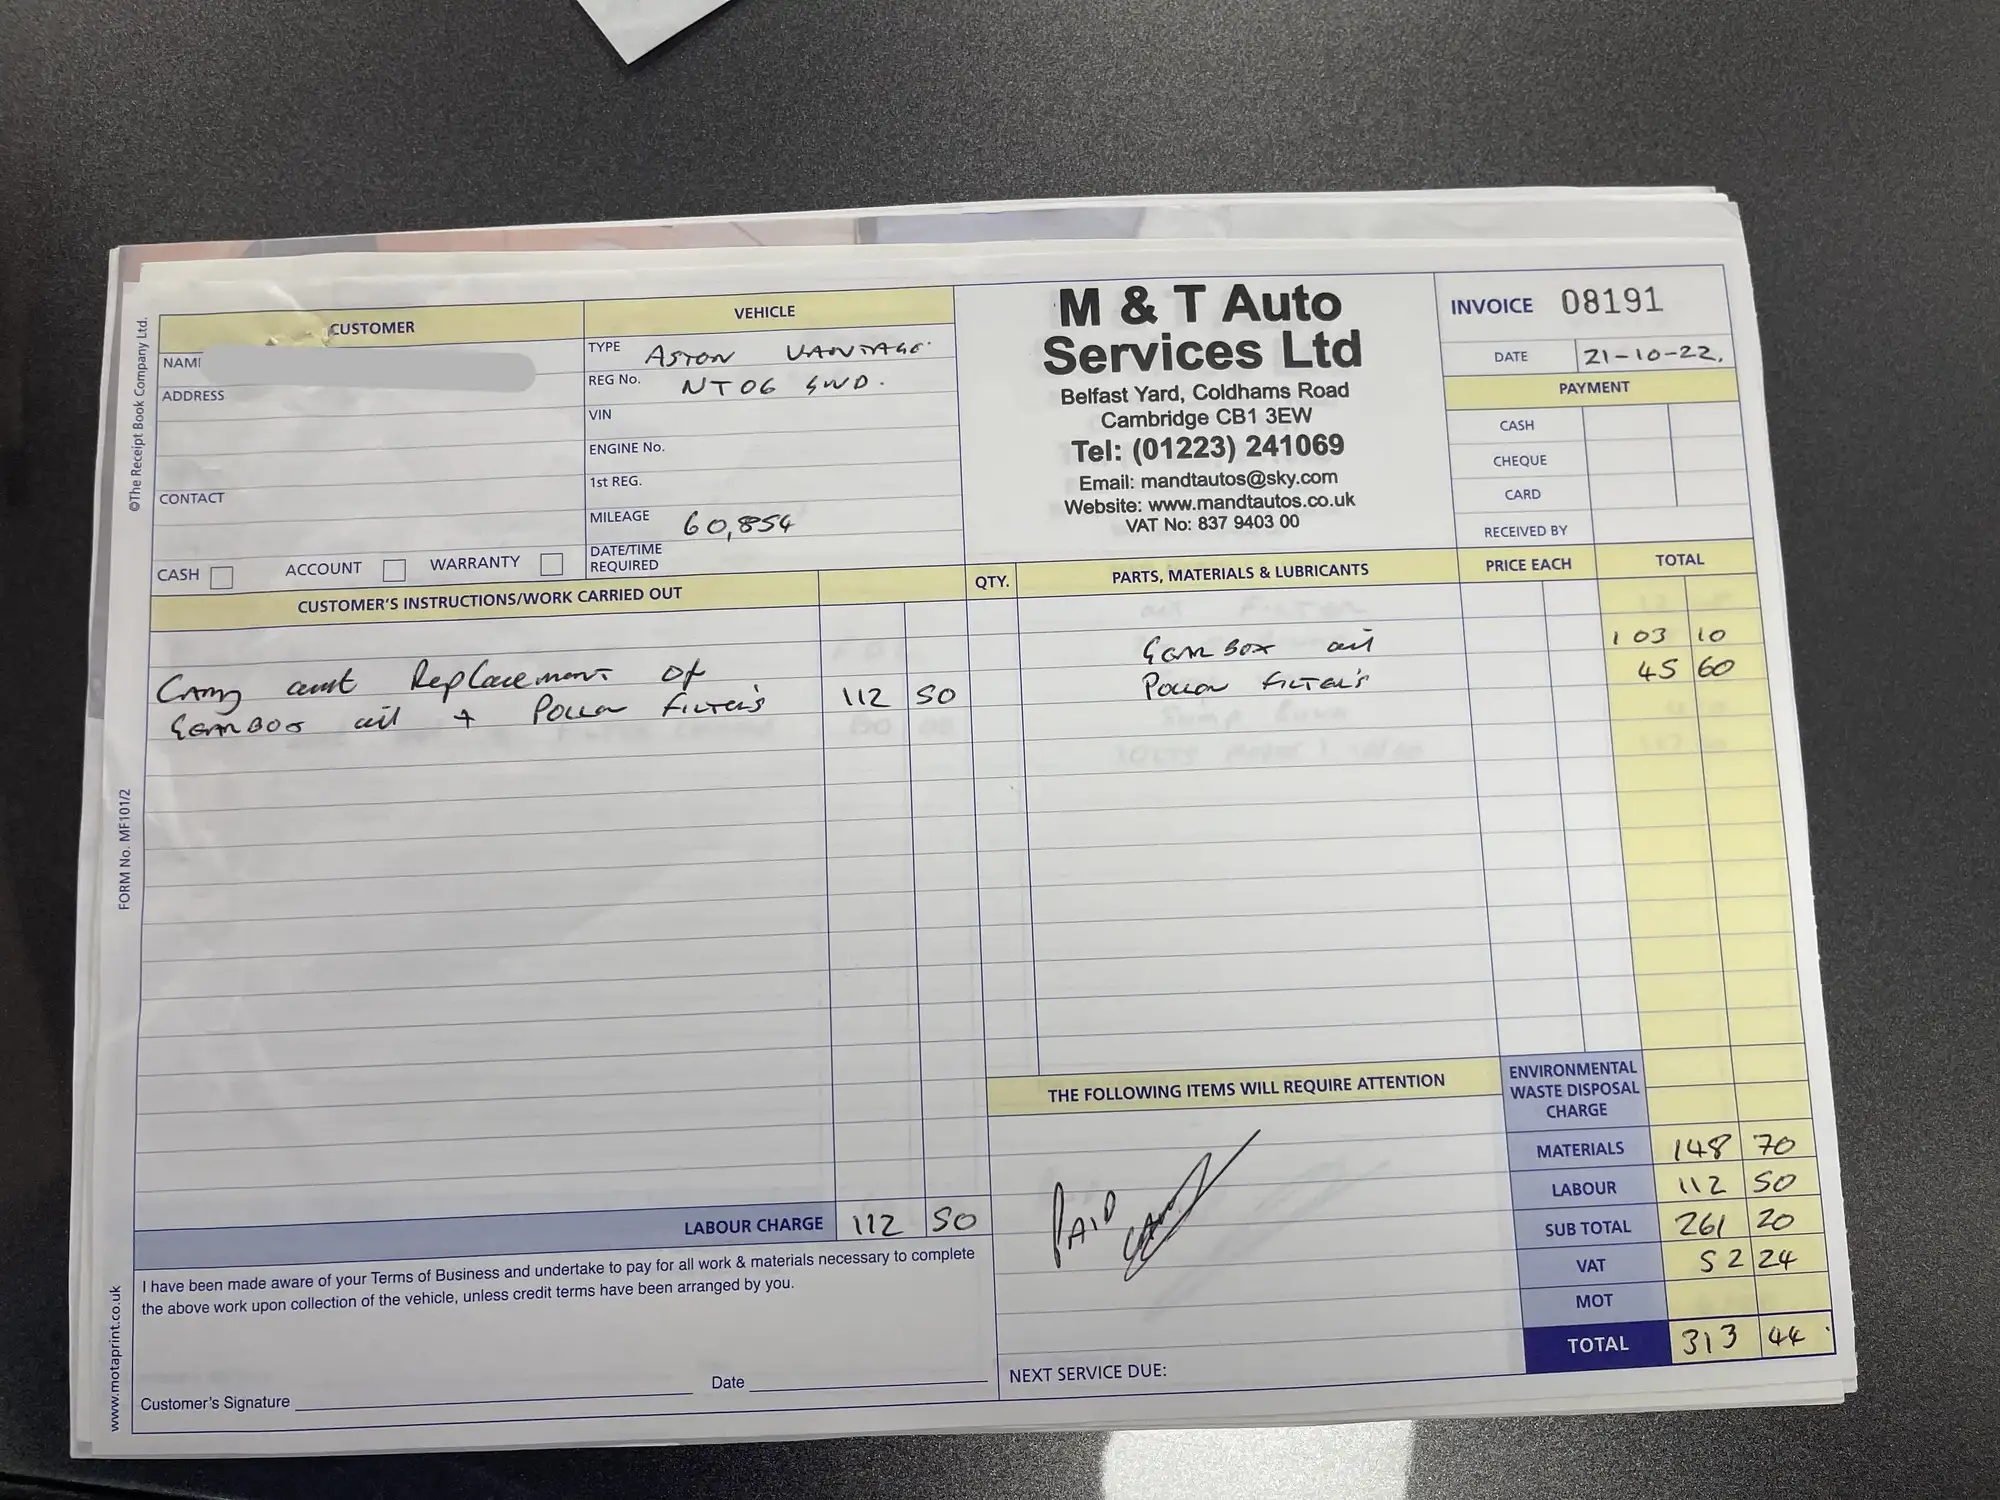 CUSTOMER
NAM
ADDRESS
CONTACT
CASH ACCOUNT WARRANTY
VEHICLE
TYPE ASTON VANTAGE.
REG No. NT06 SWD.
VIN
ENGINE No.
1st REG.
MILEAGE 60,854
DATE/TIME
REQUIRED
M & T Auto
Services Ltd
Belfast Yard, Coldhams Road
Cambridge CB1 3EW
Tel: (01223) 241069
Email: mandtautos@sky.com
Website: www.mandtautos.co.uk
VAT No: 837 9403 00
INVOICE 08191
DATE 21-10-22.
PAYMENT
CASH
CHEQUE
CARD
RECEIVED BY
CUSTOMER'S INSTRUCTIONS/WORK CARRIED OUT
Carry out Replacement of
GEARBOX oil + Pollen FILTER'S 112 50
LABOUR CHARGE 112 50
I have been made aware of your Terms of Business and undertake to pay for all work & materials necessary to complete
the above work upon collection of the vehicle, unless credit terms have been arranged by you.
Customer's Signature Date
QTY. PARTS, MATERIALS & LUBRICANTS PRICE EACH TOTAL
GEARBOX oil 103 10
Pollen FILTER'S 45 60
THE FOLLOWING ITEMS WILL REQUIRE ATTENTION
PAID
NEXT SERVICE DUE:
ENVIRONMENTAL
WASTE DISPOSAL
CHARGE
MATERIALS 148 70
LABOUR 112 50
SUB TOTAL 261 20
VAT 52 24
MOT
TOTAL 313 44
©The Receipt Book Company Ltd.
FORM No. MF101/2
www.motaprint.co.uk